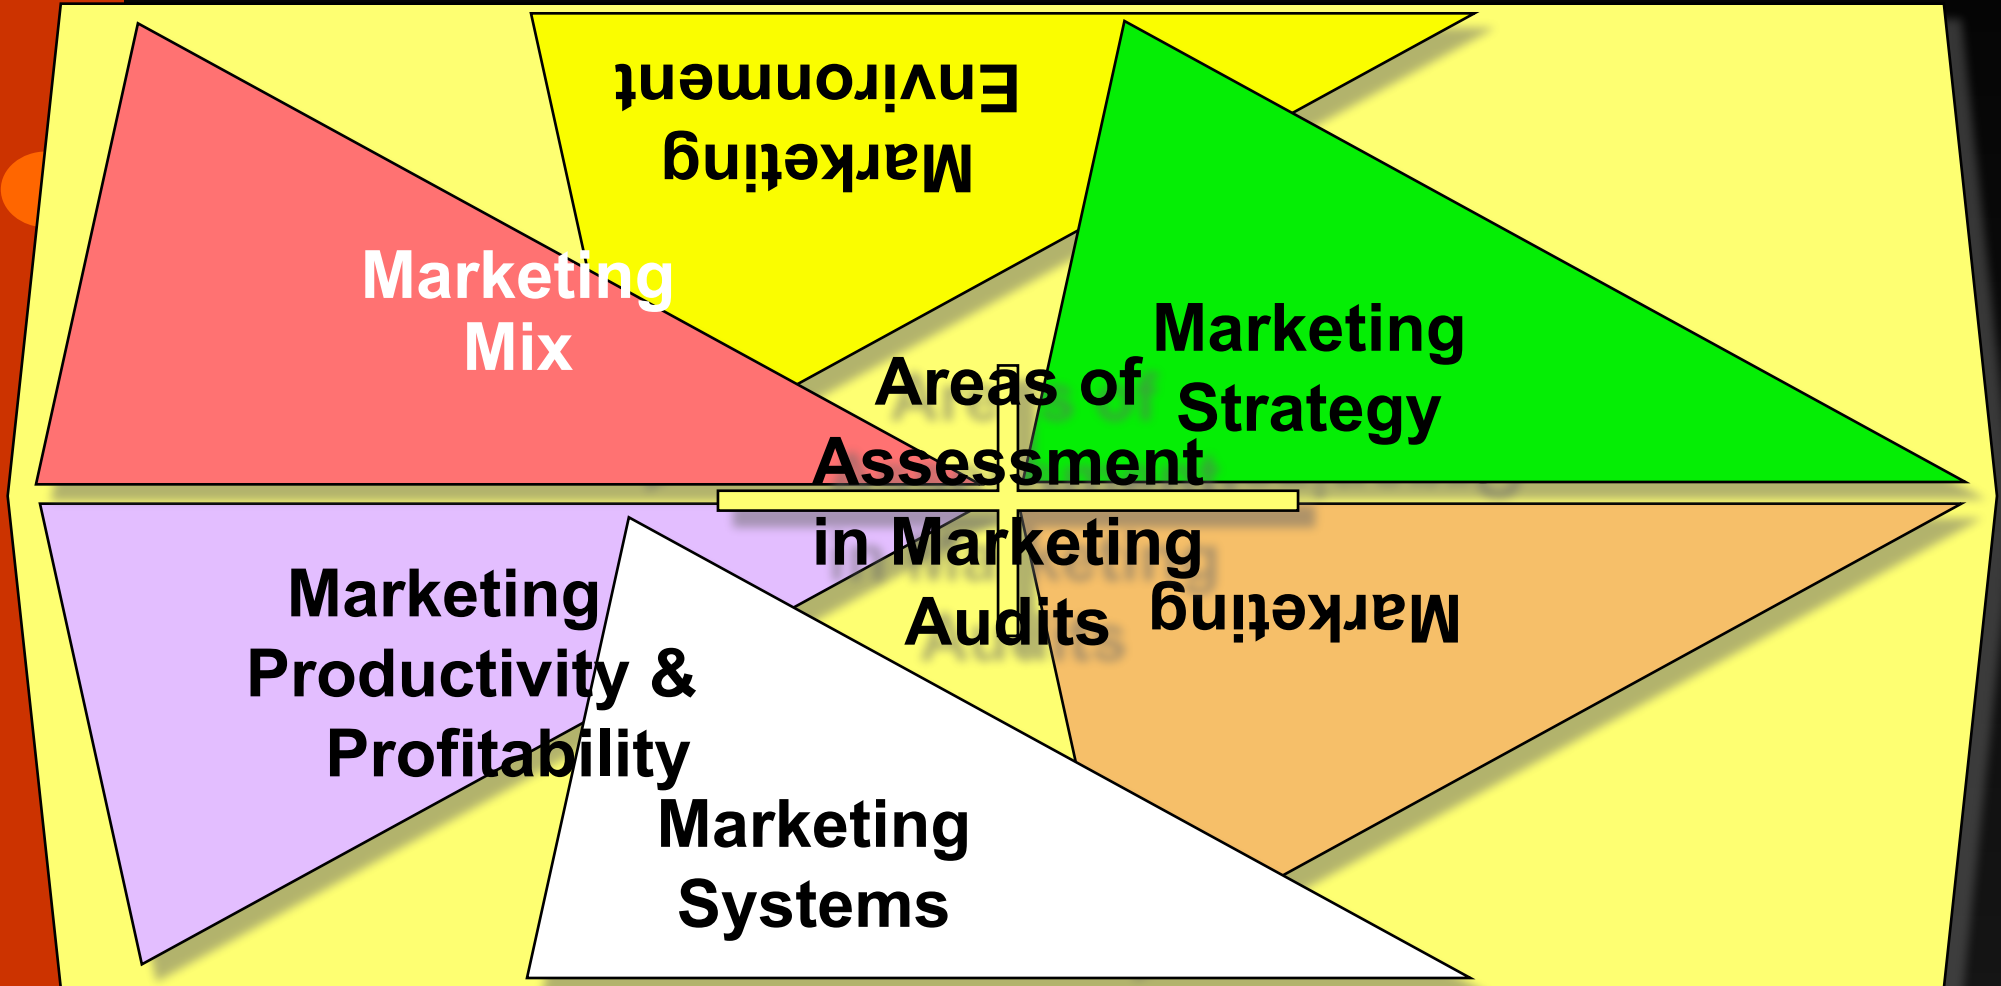 Marketing
Environment
Marketing
Mix
Marketing
Strategy
Areas of
Assessment
in Marketing
Audits
Marketing
Marketing
Productivity &
Profitability
Marketing
Systems